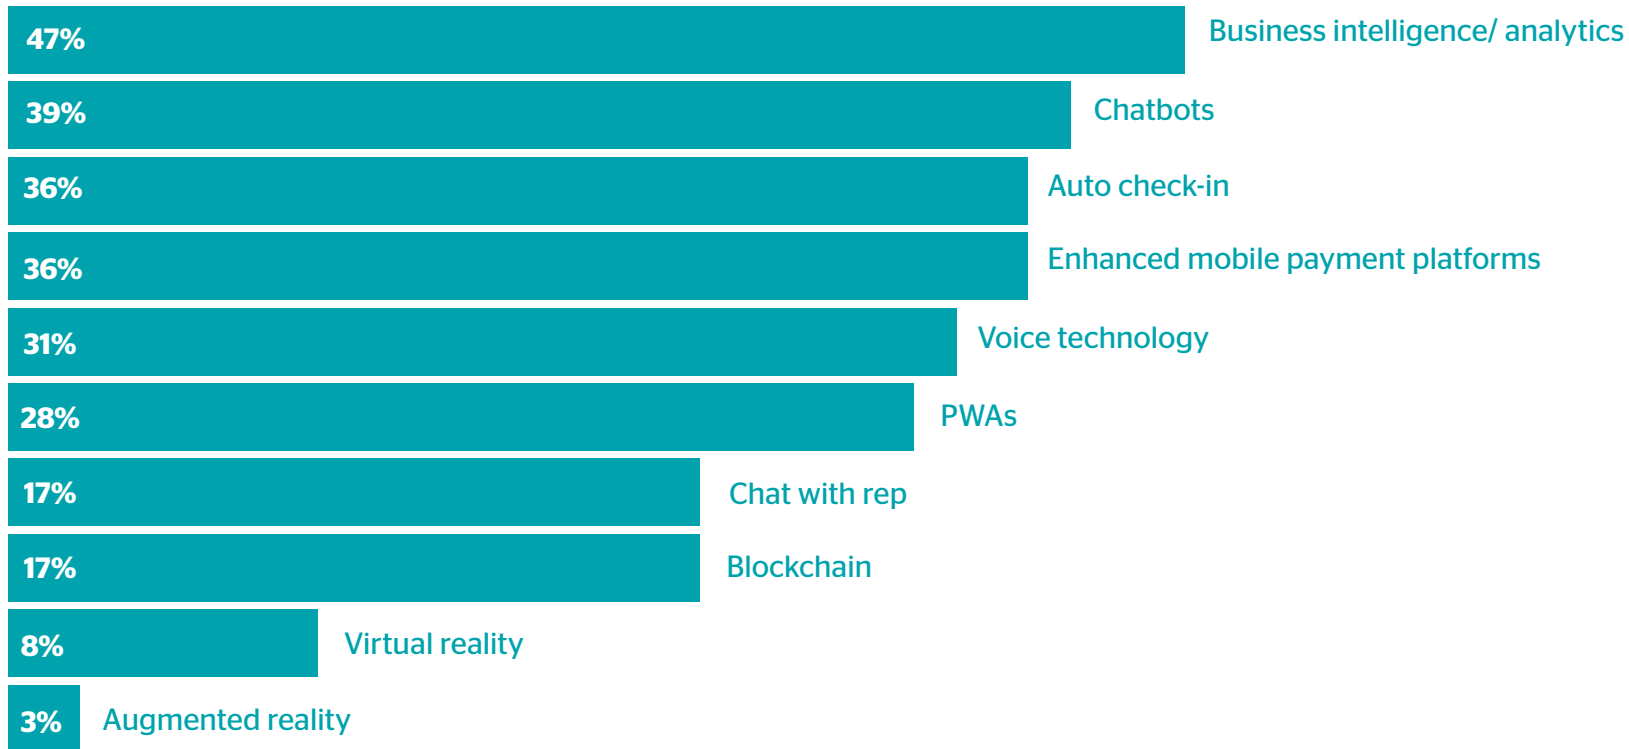 47% Business intelligence/ analytics
39% Chatbots
36% Auto check-in
36% Enhanced mobile payment platforms
31% Voice technology
28% PWAs
17% Chat with rep
17% Blockchain
8% Virtual reality
3% Augmented reality